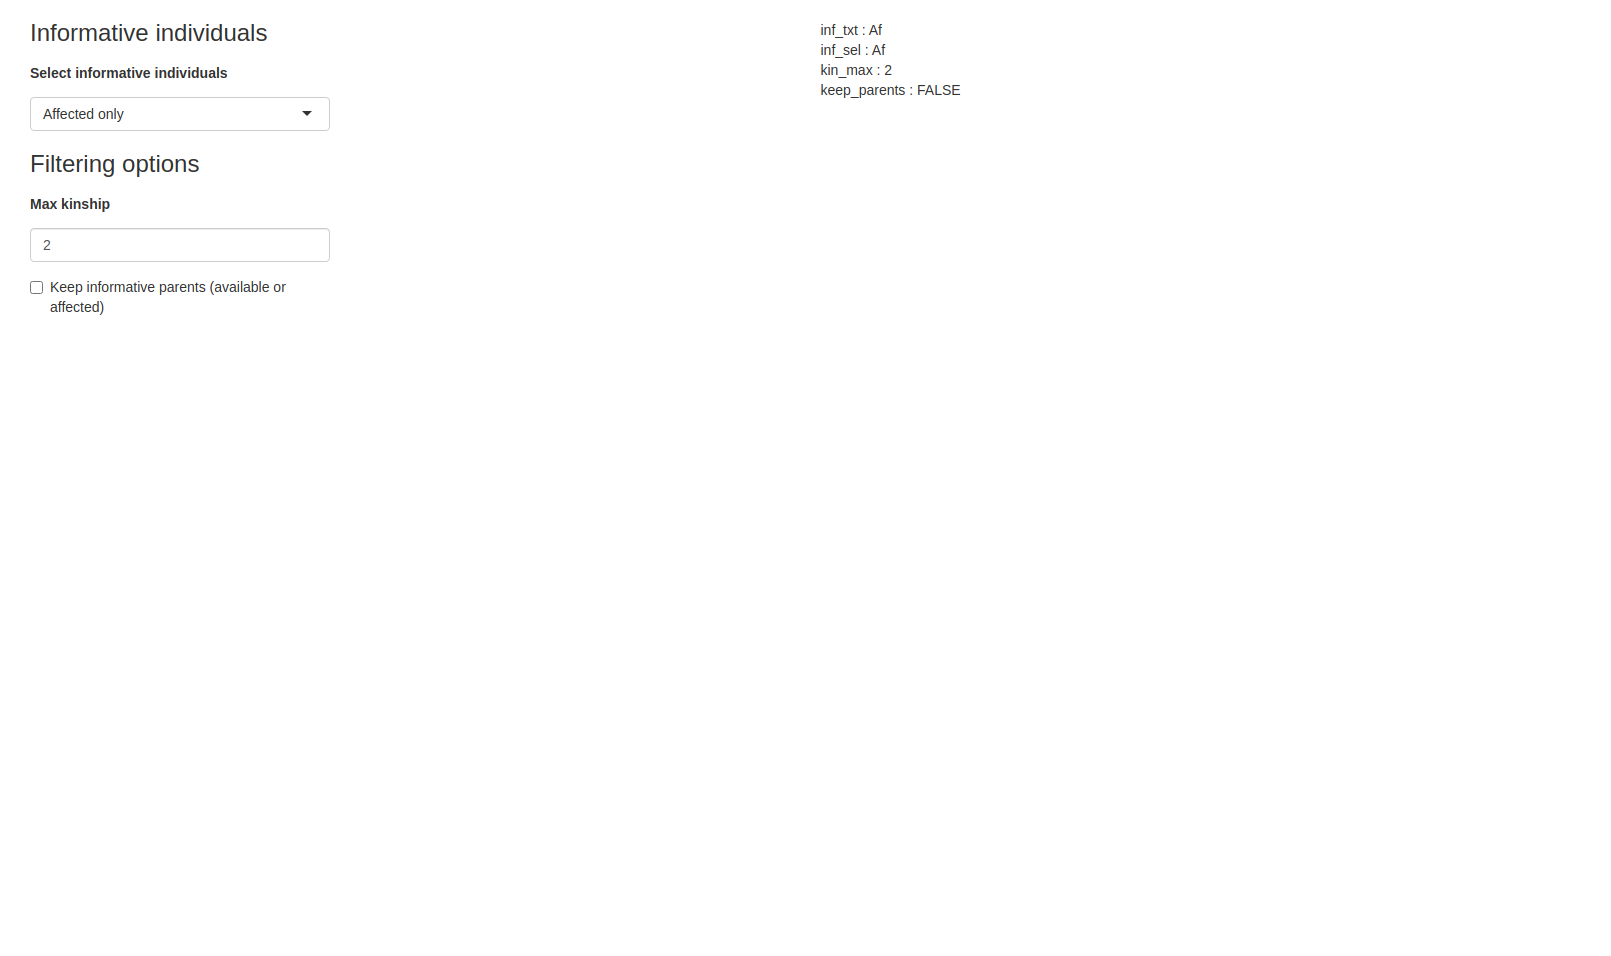 Informative individuals
Select informative individuals
Affected only
Filtering options
Max kinship
2
Keep informative parents (available or
affected)
inf_txt : Af
inf_sel : Af
kin_max : 2
keep_parents : FALSE